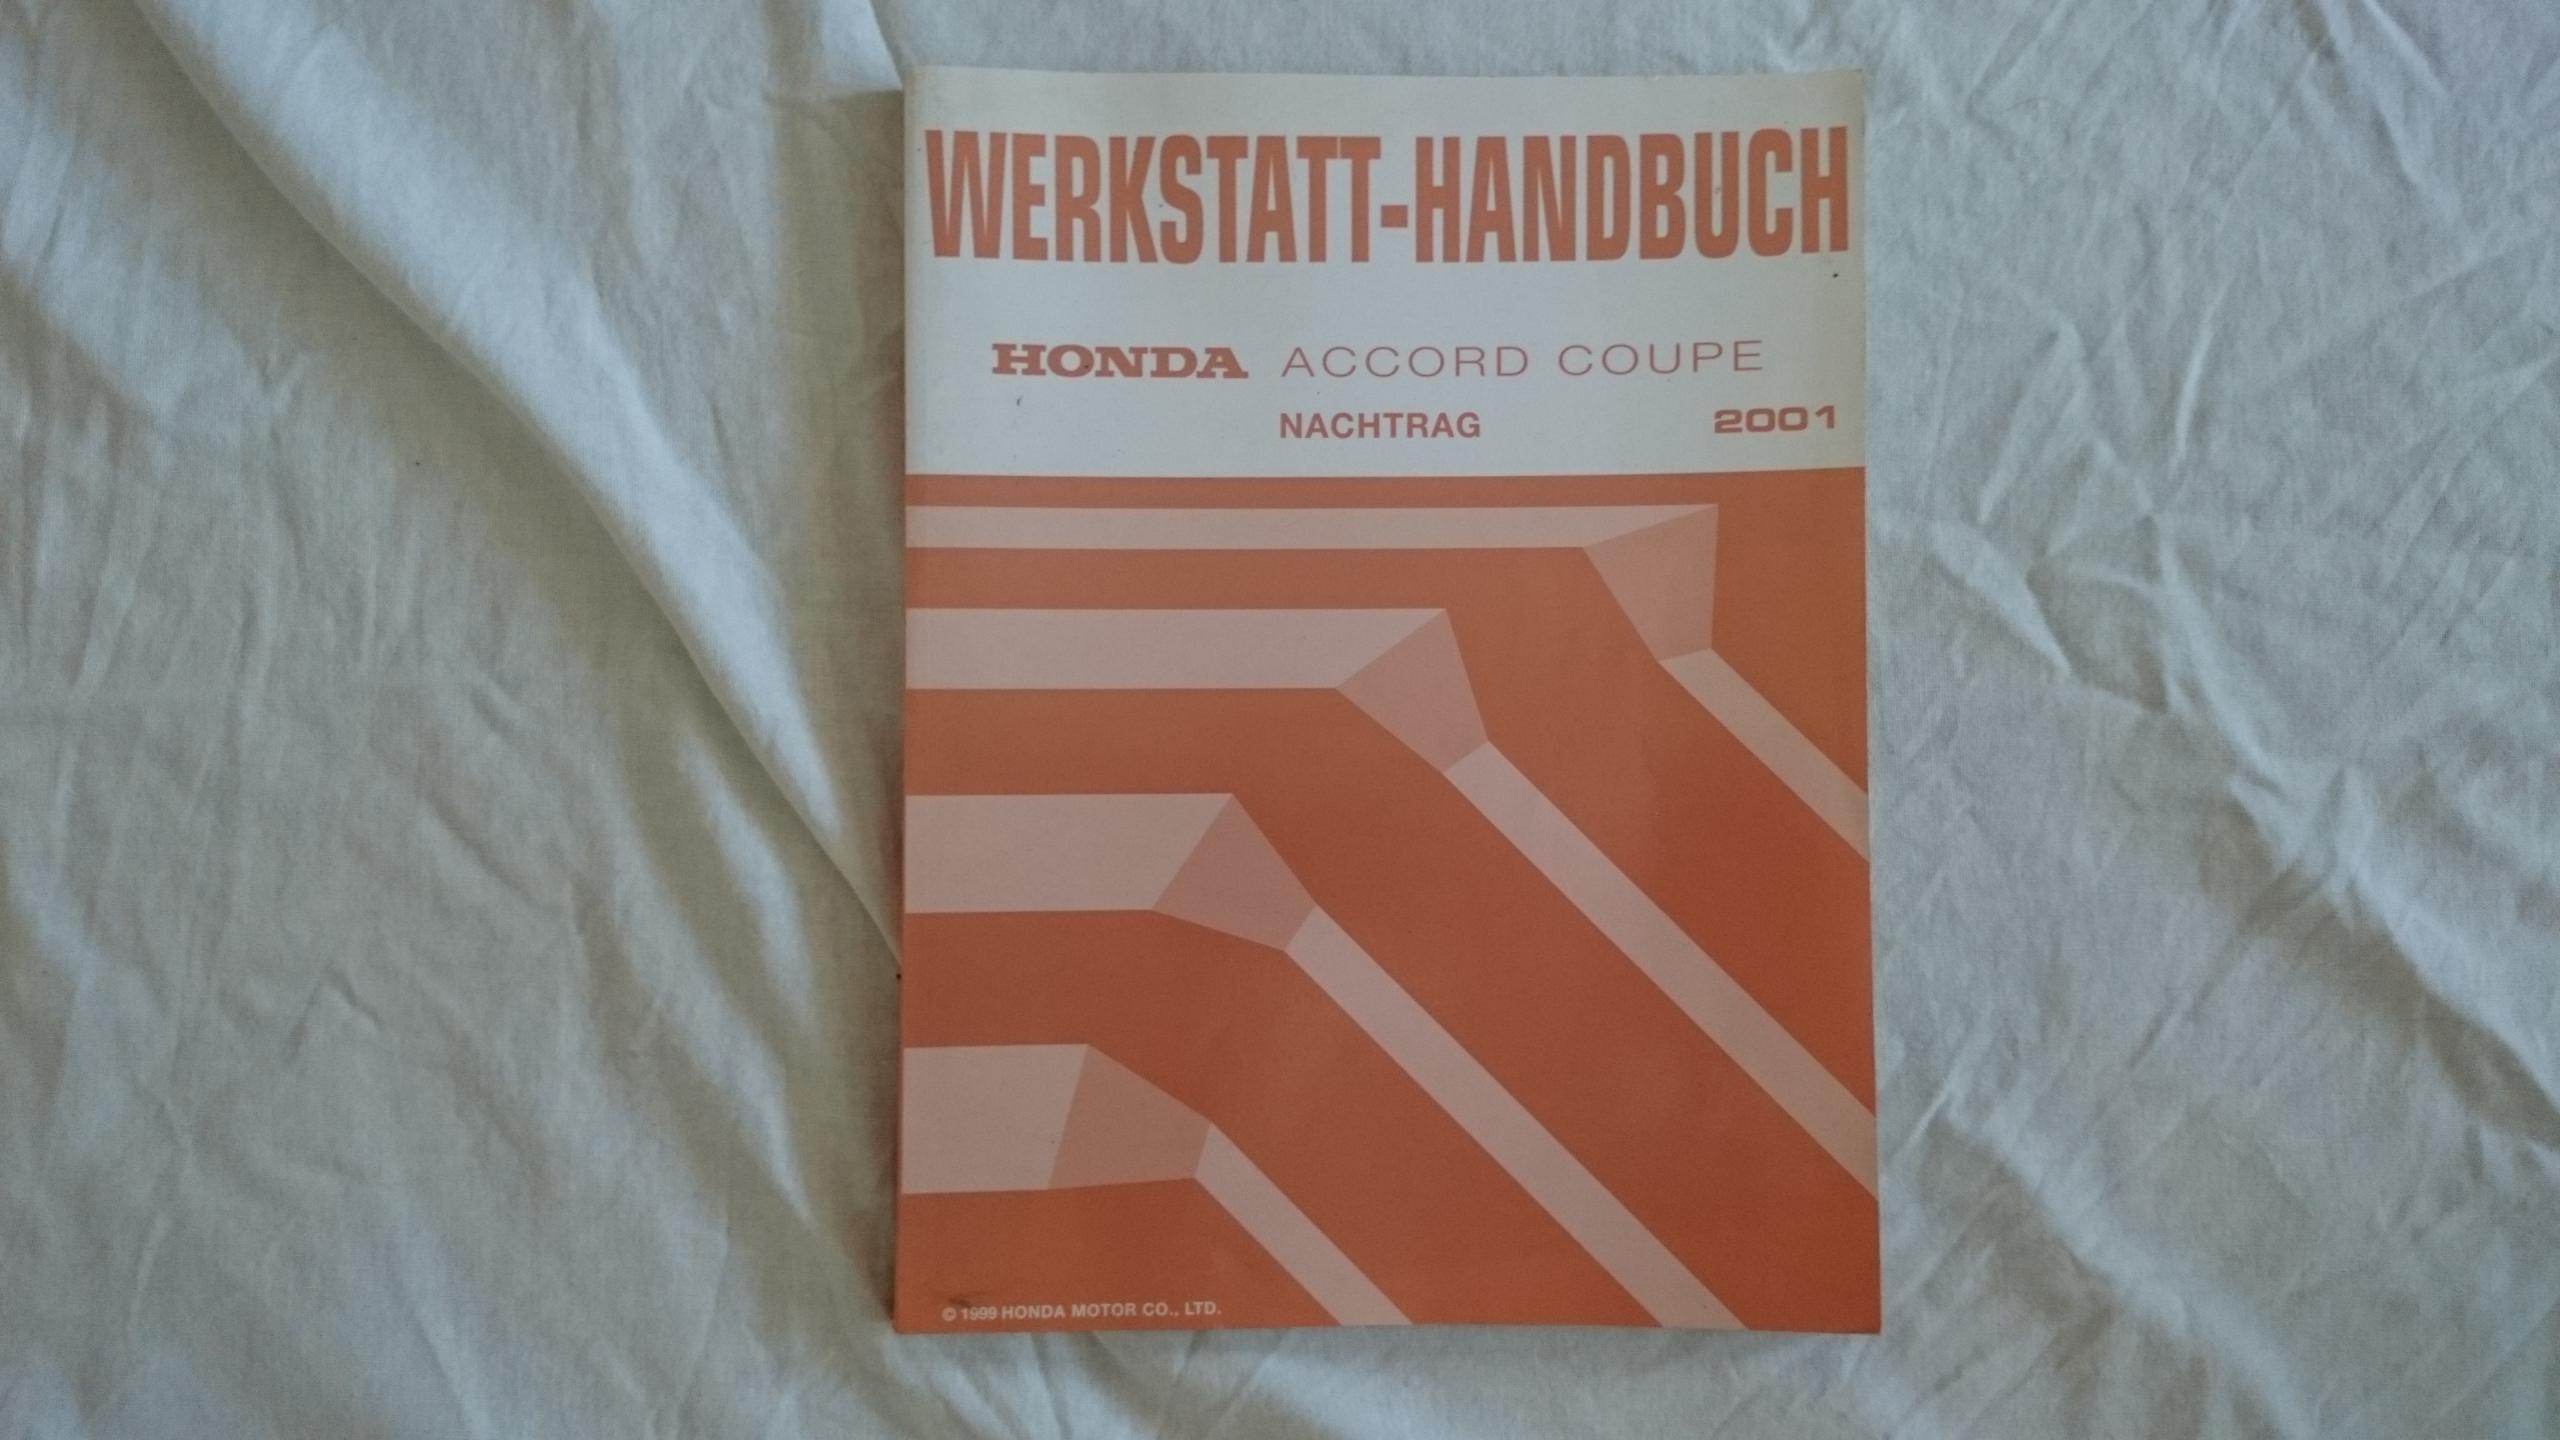 WERKSTATT-HANDBUCH
HONDA ACCORD COUPE
NACHTRAG 2001
© 1999 HONDA MOTOR CO., LTD.